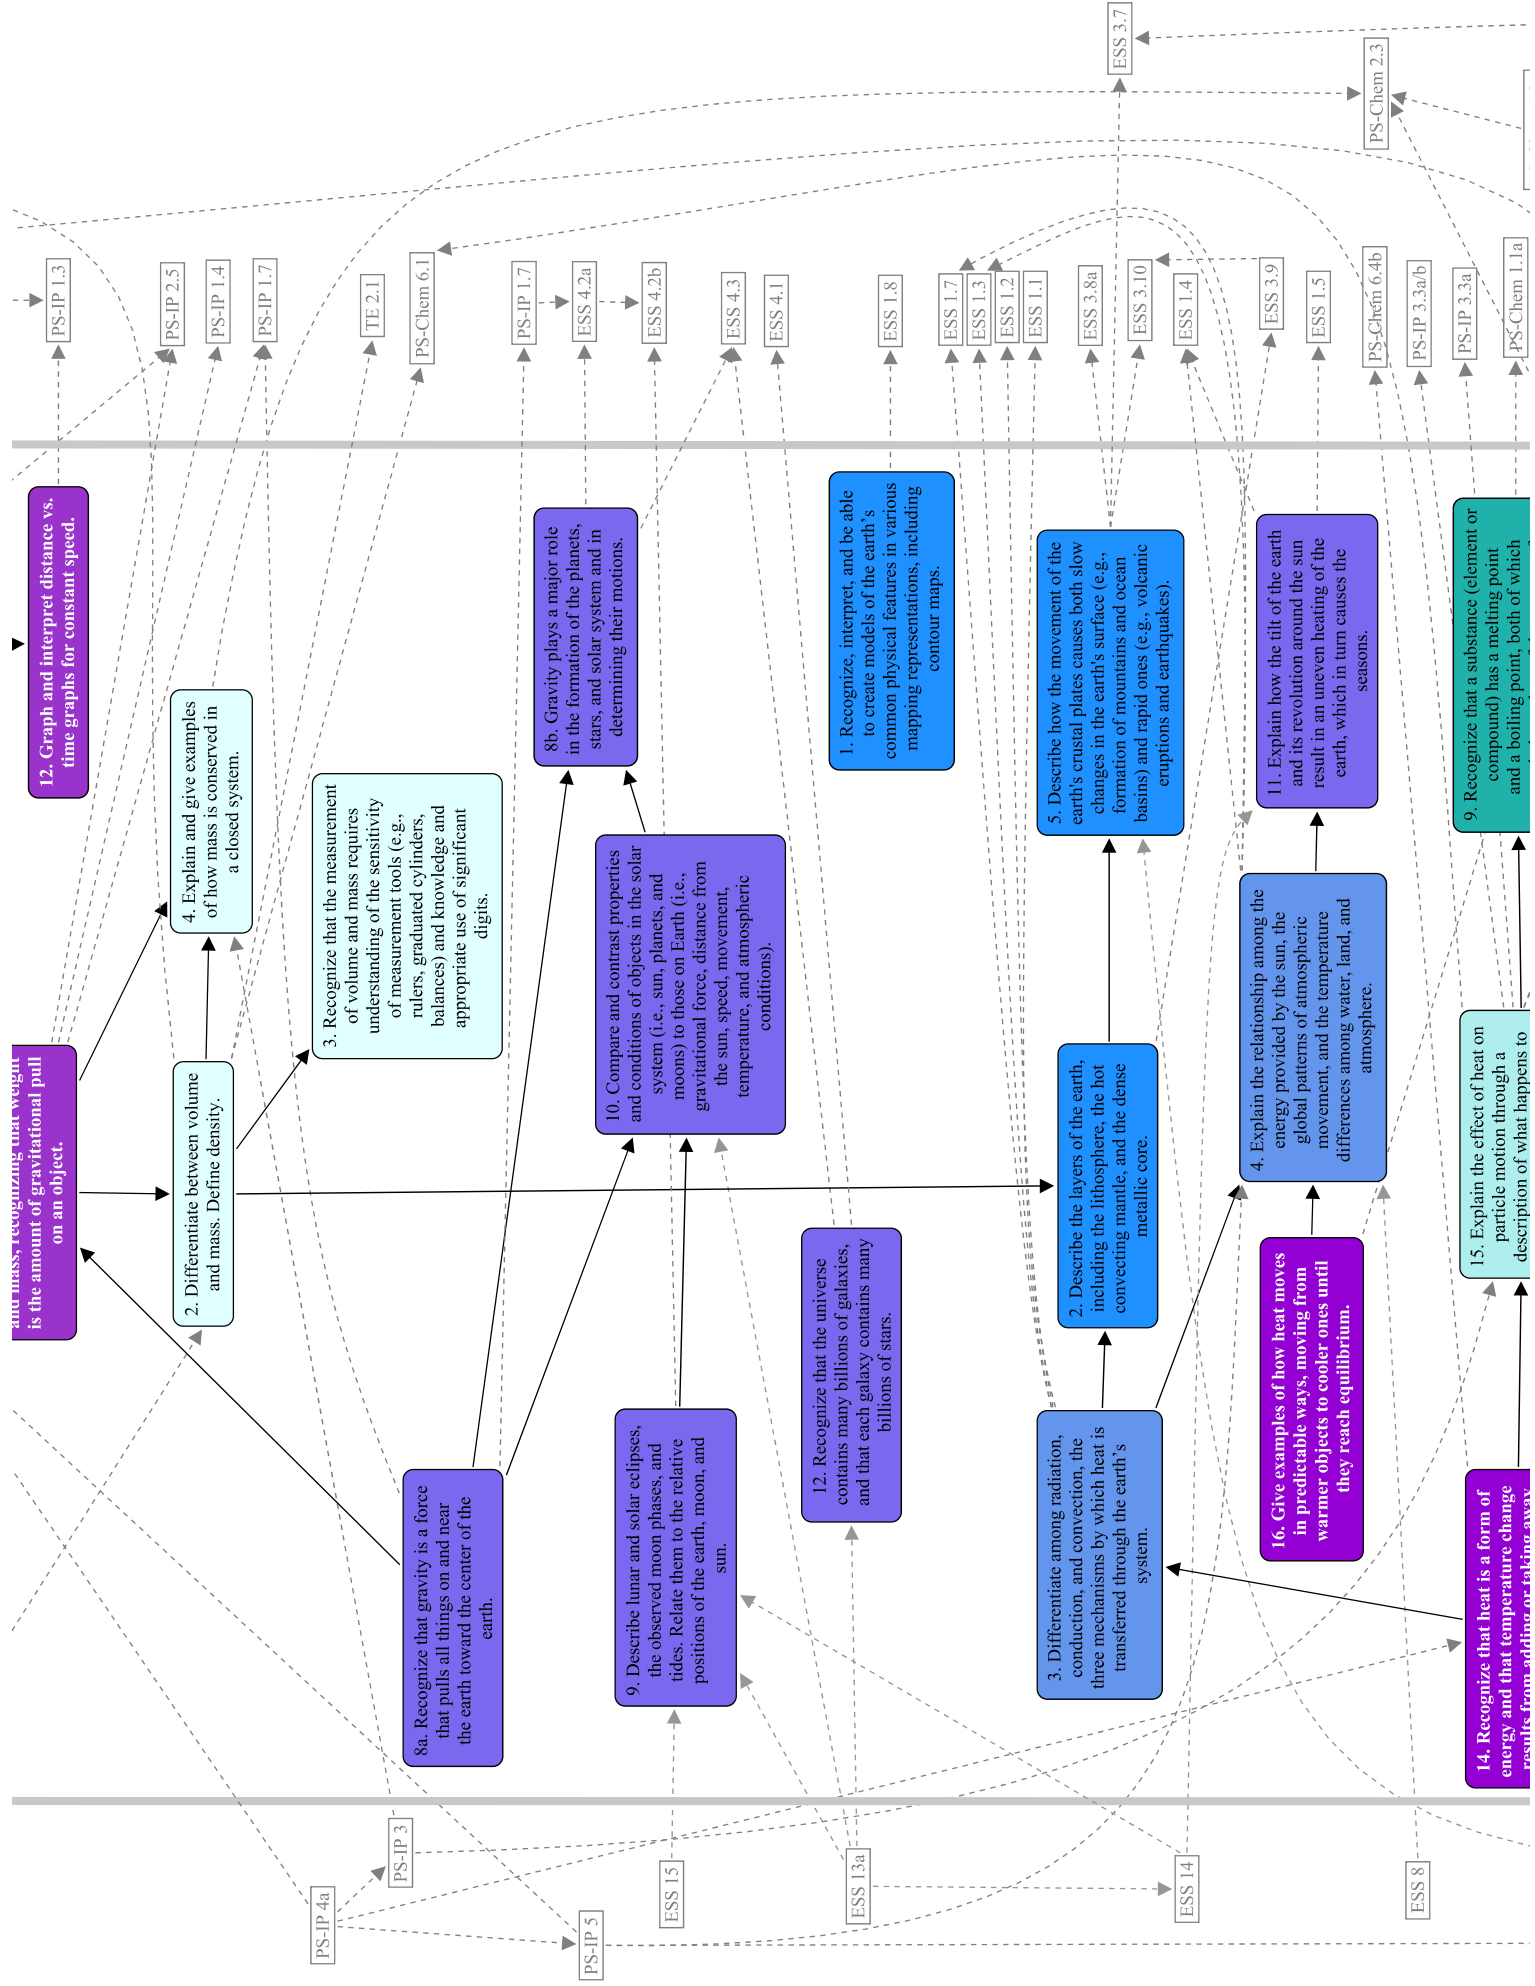 PS-IP 1.3
PS-IP 2.5
PS-IP 1.4
PS-IP 1.7
TE 2.1
PS-Chem 6.1
PS-IP 1.7
ESS 4.2a
ESS 4.2b
ESS 4.3
ESS 4.1
ESS 1.8
ESS 1.7
ESS 1.3
ESS 1.2
ESS 1.1
ESS 3.8a
ESS 3.7
ESS 3.10
ESS 1.4
ESS 3.9
ESS 1.5
PS-Chem 6.4b
PS-Chem 2.3
PS-IP 3.3a/b
PS-IP 3.3a
PS-Chem 1.1a
12. Graph and interpret distance vs.
time graphs for constant speed.
4. Explain and give examples
of how mass is conserved in
a closed system.
3. Recognize that the measurement
of volume and mass requires
understanding of the sensitivity
of measurement tools (e.g.,
rulers, graduated cylinders,
balances) and knowledge and
appropriate use of significant
digits.
8b. Gravity plays a major role
in the formation of the planets,
stars, and solar system and in
determining their motions.
10. Compare and contrast properties
and conditions of objects in the solar
system (i.e., sun, planets, and
moons) to those on Earth (i.e.,
gravitational force, distance from
the sun, speed, movement,
temperature, and atmospheric
conditions).
1. Recognize, interpret, and be able
to create models of the earth's
common physical features in various
mapping representations, including
contour maps.
5. Describe how the movement of the
earth's crustal plates causes both slow
changes in the earth's surface (e.g.,
formation of mountains and ocean
basins) and rapid ones (e.g., volcanic
eruptions and earthquakes).
11. Explain how the tilt of the earth
and its revolution around the sun
result in an uneven heating of the
earth, which in turn causes the
seasons.
9. Recognize that a substance (element or
compound) has a melting point
and a boiling point, both of which
and mass, recognizing that weight
is the amount of gravitational pull
on an object.
2. Differentiate between volume
and mass. Define density.
2. Describe the layers of the earth,
including the lithosphere, the hot
convecting mantle, and the dense
metallic core.
4. Explain the relationship among the
energy provided by the sun, the
global patterns of atmospheric
movement, and the temperature
differences among water, land, and
atmosphere.
15. Explain the effect of heat on
particle motion through a
description of what happens to
8a. Recognize that gravity is a force
that pulls all things on and near
the earth toward the center of the
earth.
9. Describe lunar and solar eclipses,
the observed moon phases, and
tides. Relate them to the relative
positions of the earth, moon, and
sun.
12. Recognize that the universe
contains many billions of galaxies,
and that each galaxy contains many
billions of stars.
3. Differentiate among radiation,
conduction, and convection, the
three mechanisms by which heat is
transferred through the earth's
system.
16. Give examples of how heat moves
in predictable ways, moving from
warmer objects to cooler ones until
they reach equilibrium.
14. Recognize that heat is a form of
energy and that temperature change
results from adding or taking away
PS-IP 4a
PS-IP 3
PS-IP 5
ESS 15
ESS 13a
ESS 14
ESS 8